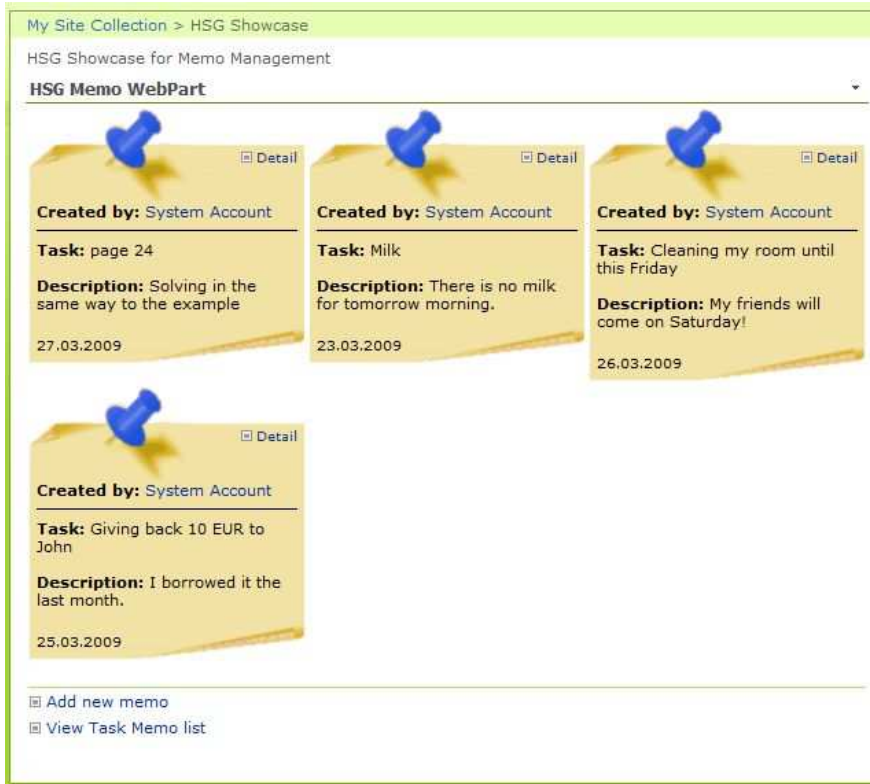 My Site Collection > HSG Showcase
HSG Showcase for Memo Management
HSG Memo WebPart
Detail
Created by: System Account
Task: page 24
Description: Solving in the
same way to the example
27.03.2009
Detail
Created by: System Account
Task: Milk
Description: There is no milk
for tomorrow morning.
23.03.2009
Detail
Created by: System Account
Task: Cleaning my room until
this Friday
Description: My friends will
come on Saturday!
26.03.2009
Detail
Created by: System Account
Task: Giving back 10 EUR to
John
Description: I borrowed it the
last month.
25.03.2009
Add new memo
View Task Memo list